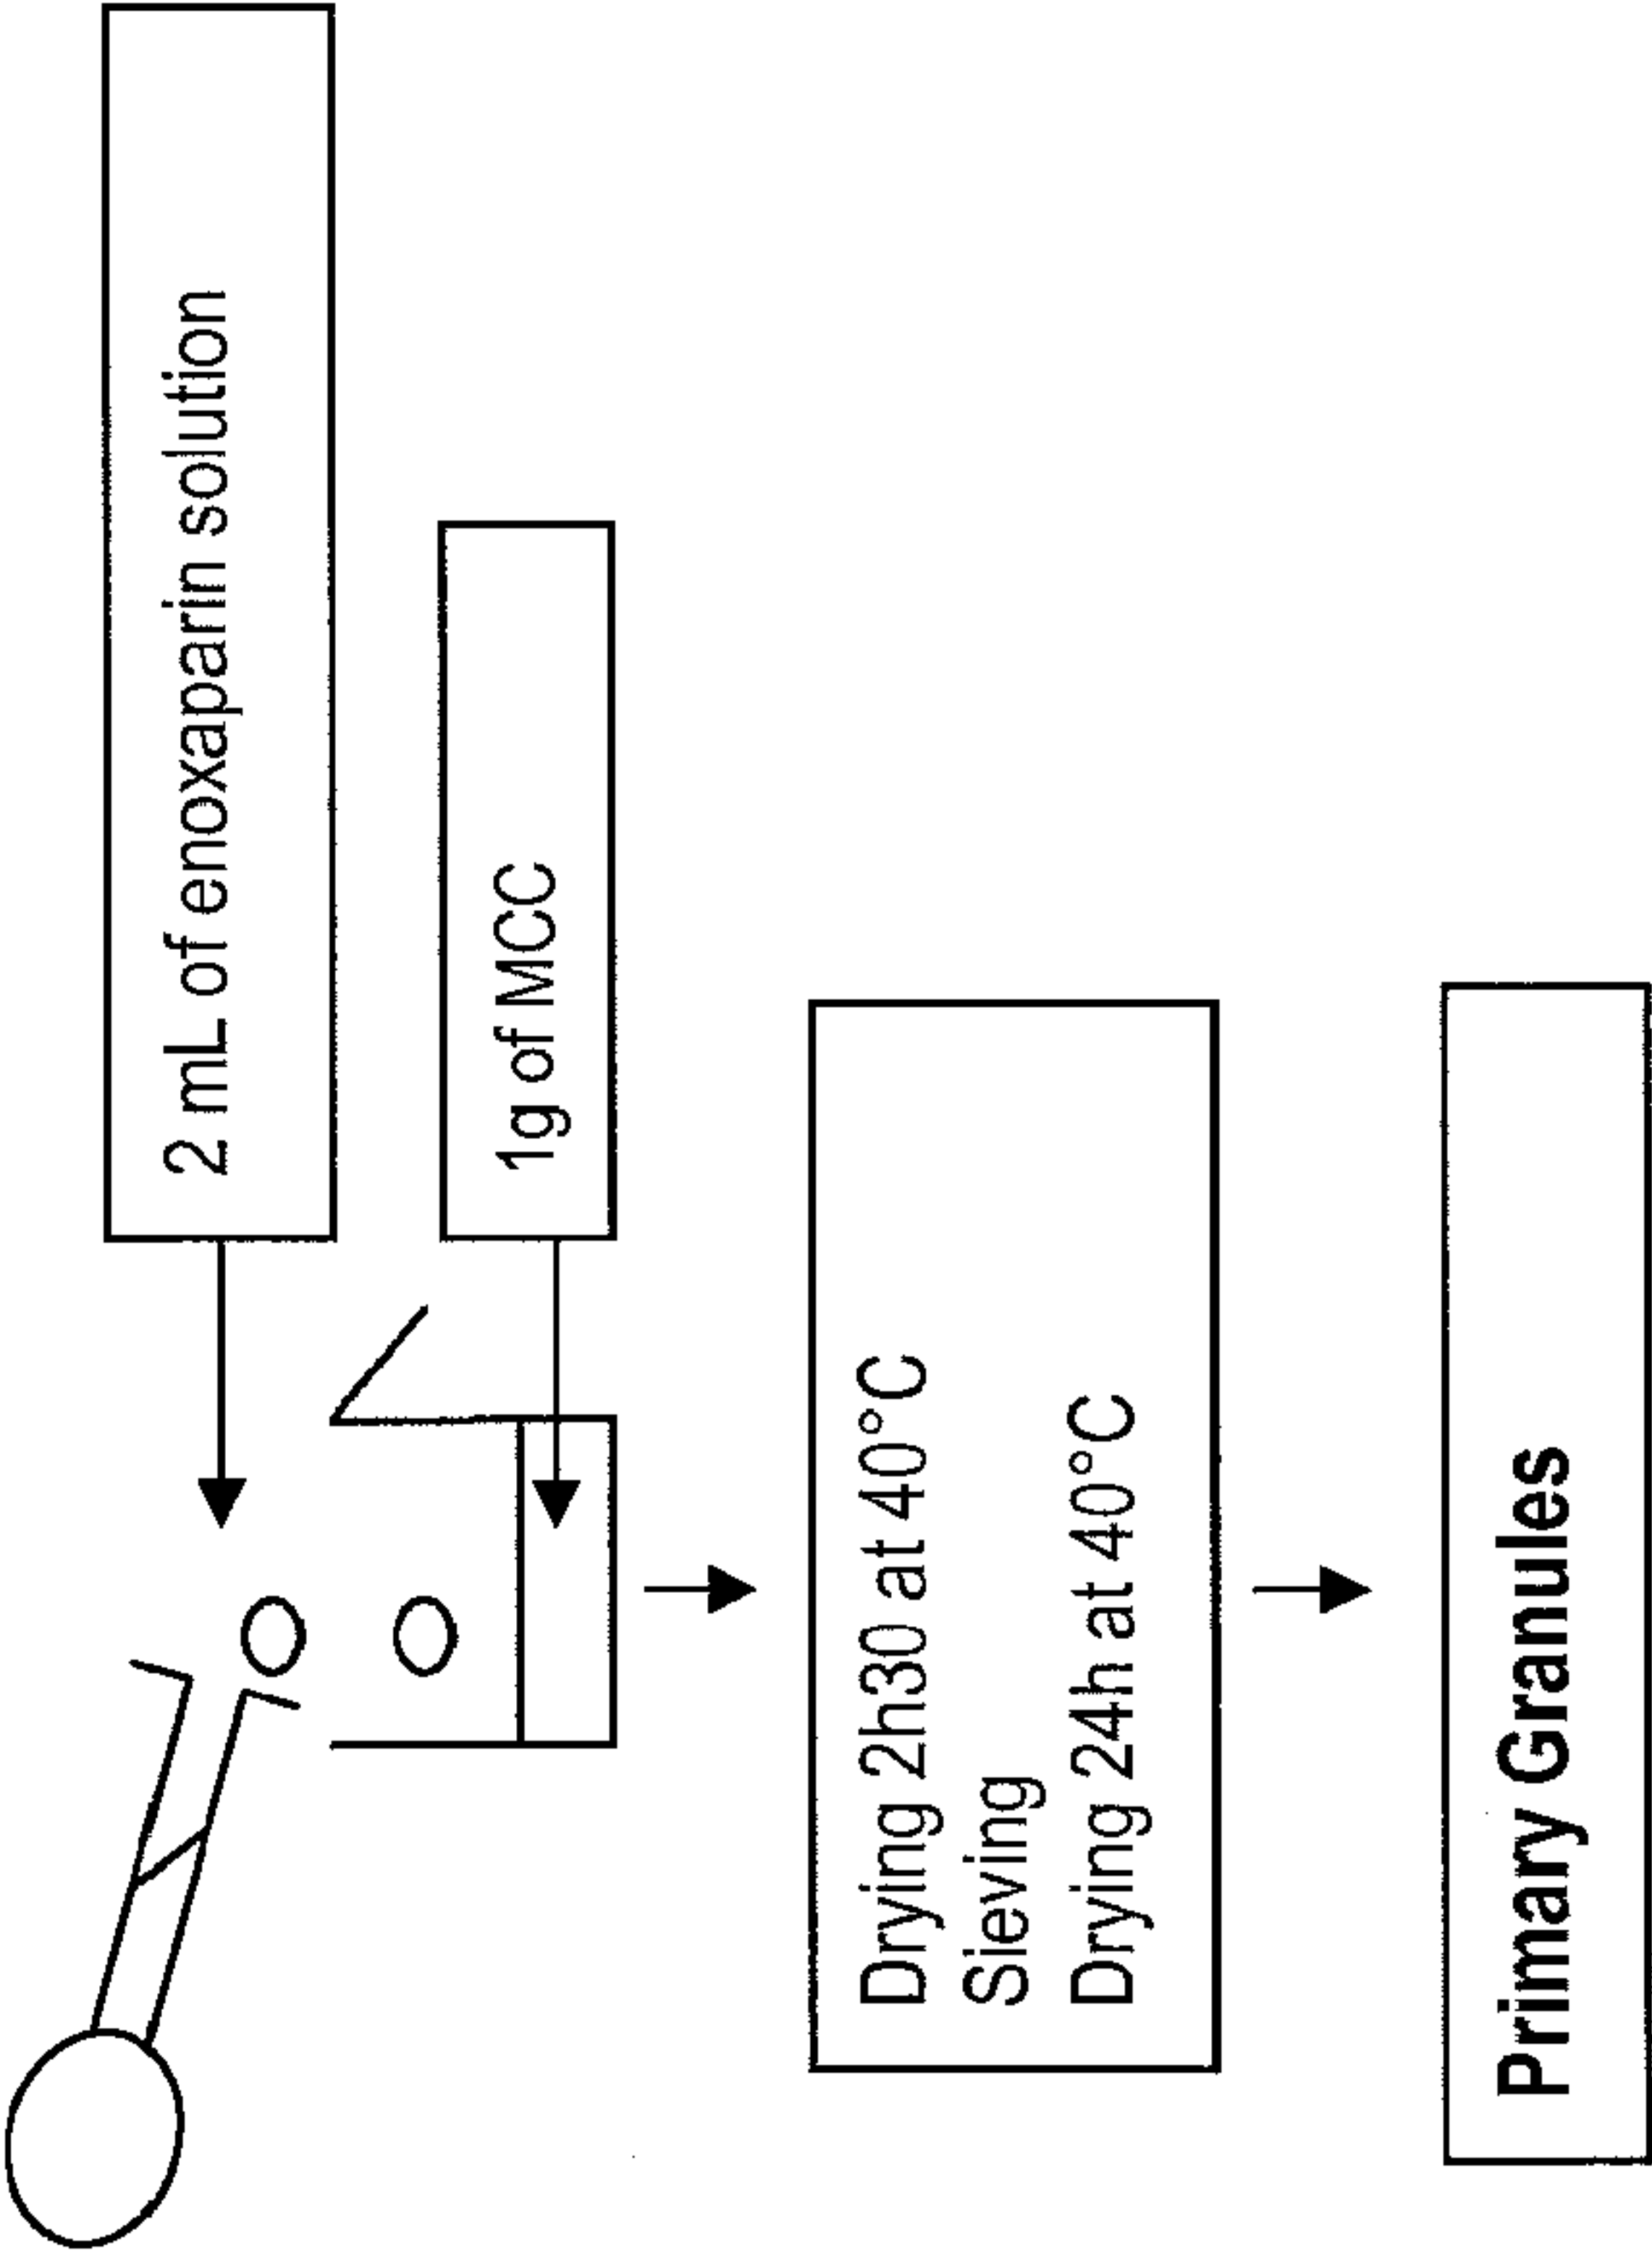 2 mL of enoxaparin solution
1g of MCC
Drying 2h30 at 40°C
Sieving
Drying 24h at 40°C
Primary Granules